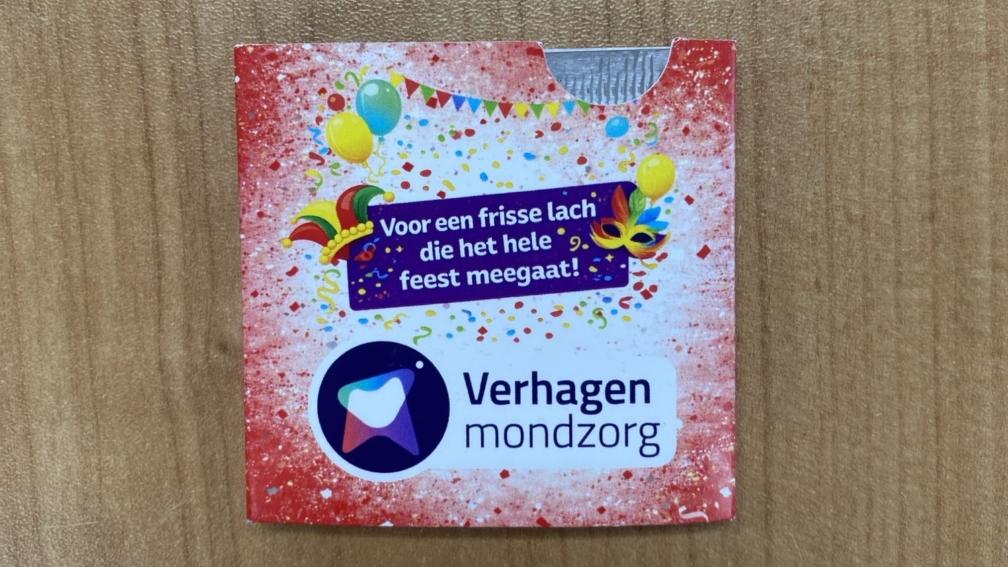 Voor een frisse lach
die het hele
feest meegaat!
Verhagen
mondzorg